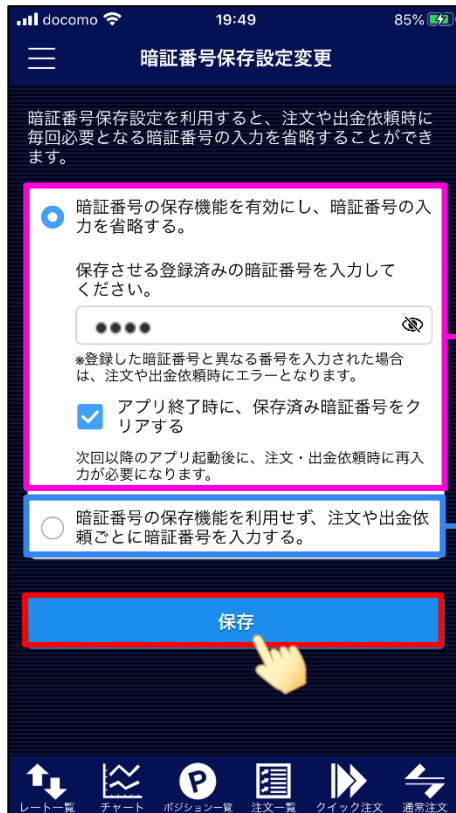 docomo 19:49 85%
暗証番号保存設定変更
暗証番号保存設定を利用すると、注文や出金依頼時に
毎回必要となる暗証番号の入力を省略することができ
ます。
暗証番号の保存機能を有効にし、暗証番号の入
力を省略する。
保存させる登録済みの暗証番号を入力して
ください。
●●●●
※登録した暗証番号と異なる番号を入力された場合
は、注文や出金依頼時にエラーとなります。
アプリ終了時に、保存済み暗証番号をク
リアする
次回以降のアプリ起動後に、注文・出金依頼時に再入
力が必要になります。
暗証番号の保存機能を利用せず、注文や出金依
頼ごとに暗証番号を入力する。
保存
レート一覧 チャート ポジション一覧 注文一覧 クイック注文 通常注文